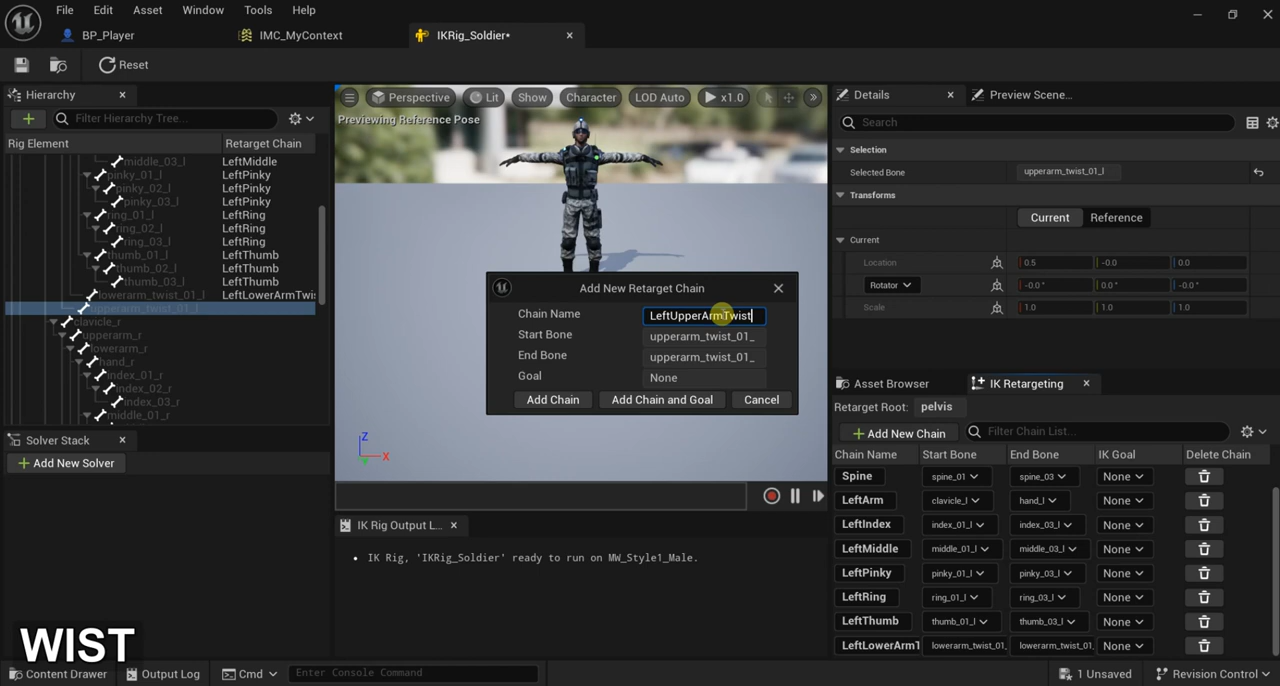 File Edit Asset Window Tools Help
BP_Player IMC_MyContext IKRig_Soldier*
Reset
Hierarchy
Filter Hierarchy Tree...
Rig Element Retarget Chain
middle_03_l LeftMiddle
pinky_01_l LeftPinky
pinky_02_l LeftPinky
pinky_03_l LeftPinky
ring_01_l LeftRing
ring_02_l LeftRing
ring_03_l LeftRing
thumb_01_l LeftThumb
thumb_02_l LeftThumb
thumb_03_l LeftThumb
lowerarm_twist_01_l LeftLowerArmTwis
upperarm_twist_01_l
clavicle_r
upperarm_r
lowerarm_r
hand_r
index_01_r
index_02_r
index_03_r
middle_01_r
Solver Stack
Add New Solver
Perspective Lit Show Character LOD Auto x1.0
Previewing Reference Pose
Z
X
Add New Retarget Chain
Chain Name LeftUpperArmTwist
Start Bone upperarm_twist_01_
End Bone upperarm_twist_01_
Goal None
Add Chain Add Chain and Goal Cancel
IK Rig Output L...
IK Rig, 'IKRig_Soldier' ready to run on MW_Style1_Male.
Details Preview Scene...
Search
Selection
Selected Bone upperarm_twist_01_l
Transforms
Current Reference
Current
Location 0.5 -0.0 0.0
Rotator -0.0° 0.0° -0.0°
Scale 1.0 1.0 1.0
Asset Browser IK Retargeting
Retarget Root: pelvis
Add New Chain Filter Chain List...
Chain Name Start Bone End Bone IK Goal Delete Chain
Spine spine_01 spine_03 None
LeftArm clavicle_l hand_l None
LeftIndex index_01_l index_03_l None
LeftMiddle middle_01_l middle_03_l None
LeftPinky pinky_01_l pinky_03_l None
LeftRing ring_01_l ring_03_l None
LeftThumb thumb_01_l thumb_03_l None
LeftLowerArmT lowerarm_twist_01_ lowerarm_twist_01_ None
WIST
Content Drawer Output Log Cmd Enter Console Command 1 Unsaved Revision Control